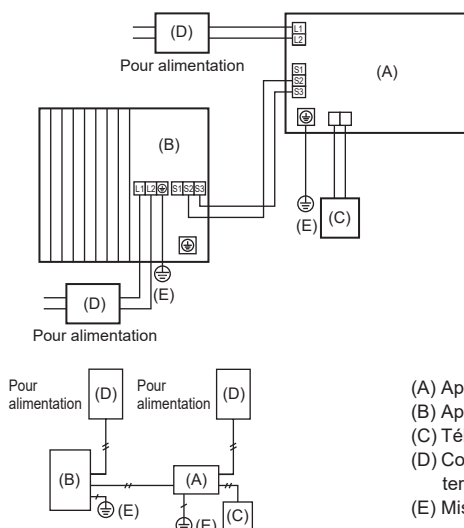 (D)
L1
L2
Pour alimentation
S1
S2
S3
(A)
(B)
L1 L2 S1 S2 S3
(E)
(C)
(E)
(D)
Pour alimentation
Pour alimentation
(D)
Pour alimentation
(D)
(B)
(A)
(E)
(E)
(C)
(A) Ap
(B) Ap
(C) Té
(D) Co
ter
(E) Mis